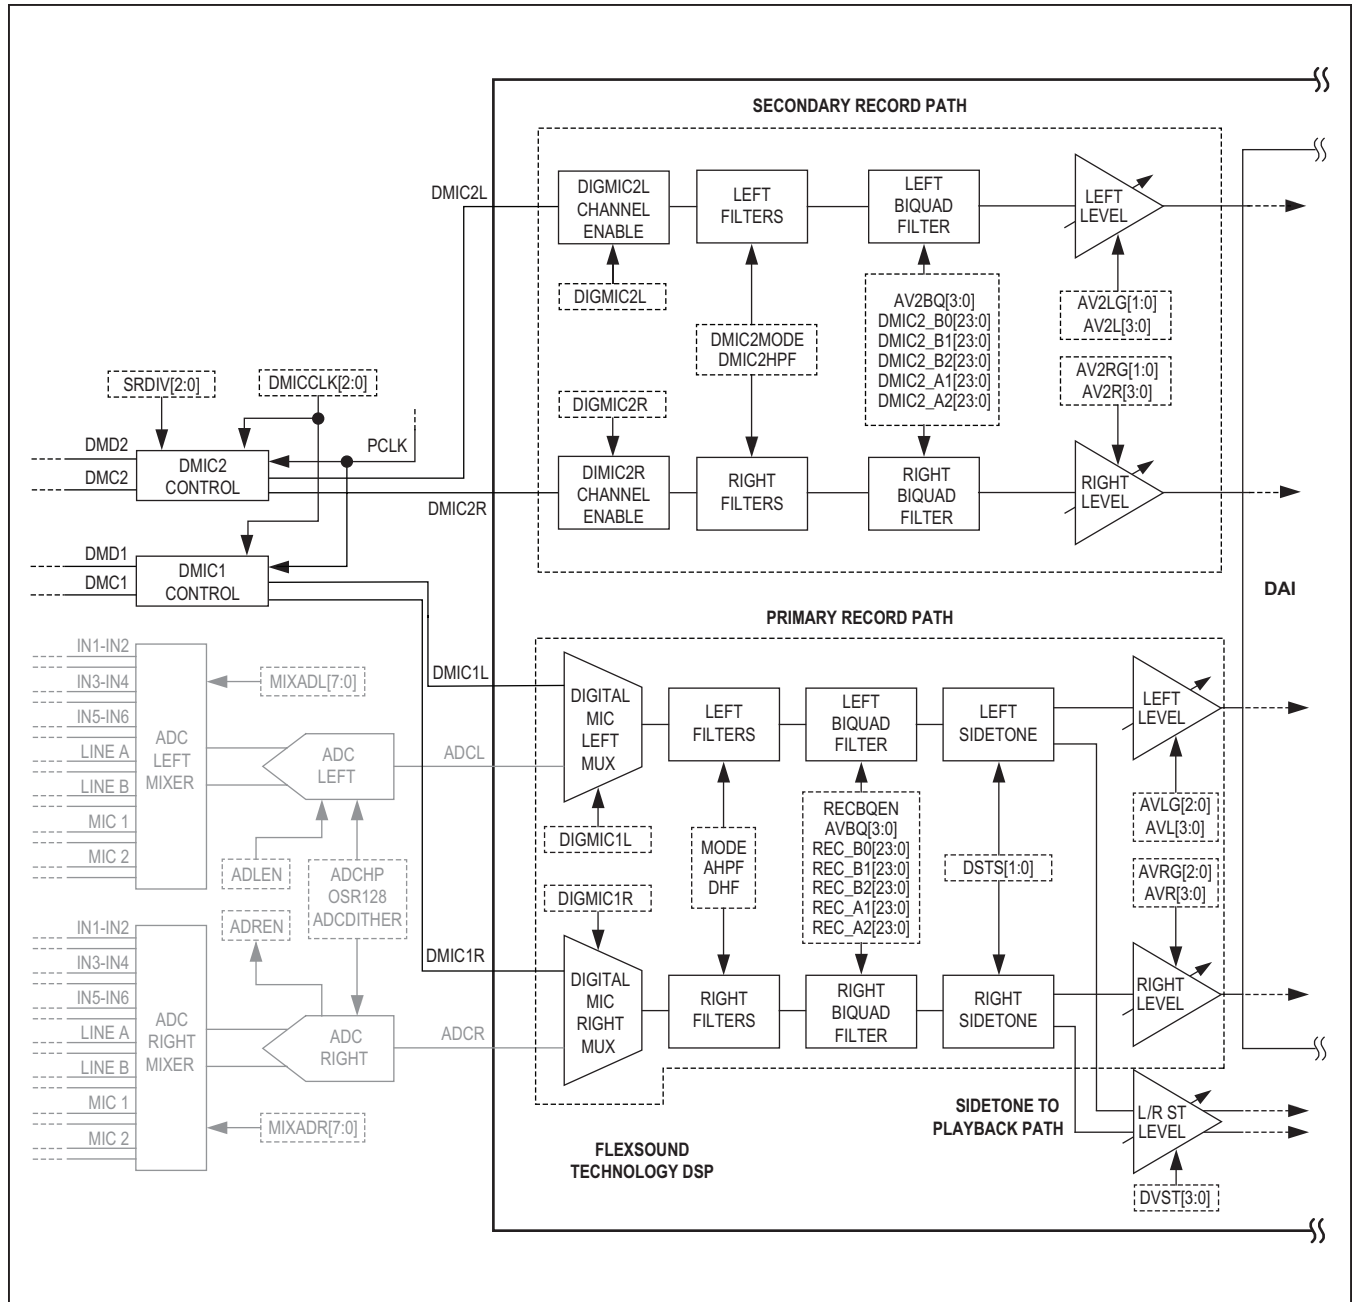 SECONDARY RECORD PATH
DMIC2L
DIGMIC2L
CHANNEL
ENABLE
LEFT
FILTERS
LEFT
BIQUAD
FILTER
LEFT
LEVEL
DIGMIC2L
DMIC2MODE
DMIC2HPF
AV2BQ[3:0]
DMIC2_B0[23:0]
DMIC2_B1[23:0]
DMIC2_B2[23:0]
DMIC2_A1[23:0]
DMIC2_A2[23:0]
AV2LG[1:0]
AV2L[3:0]
AV2RG[1:0]
AV2R[3:0]
SRDIV[2:0]
DMICCLK[2:0]
DIGMIC2R
PCLK
DMD2
DMC2
DMIC2
CONTROL
DMIC2R
DIMIC2R
CHANNEL
ENABLE
RIGHT
FILTERS
RIGHT
BIQUAD
FILTER
RIGHT
LEVEL
DMD1
DMC1
DMIC1
CONTROL
DAI
PRIMARY RECORD PATH
IN1-IN2
IN3-IN4
IN5-IN6
LINE A
LINE B
MIC 1
MIC 2
ADC
LEFT
MIXER
MIXADL[7:0]
ADC
LEFT
ADCL
DMIC1L
DIGITAL
MIC
LEFT
MUX
LEFT
FILTERS
LEFT
BIQUAD
FILTER
LEFT
SIDETONE
LEFT
LEVEL
ADLEN
ADCHP
OSR128
ADCDITHER
DIGMIC1L
MODE
AHPF
DHF
RECBQEN
AVBQ[3:0]
REC_B0[23:0]
REC_B1[23:0]
REC_B2[23:0]
REC_A1[23:0]
REC_A2[23:0]
DSTS[1:0]
AVLG[2:0]
AVL[3:0]
AVRG[2:0]
AVR[3:0]
ADREN
DIGMIC1R
IN1-IN2
IN3-IN4
IN5-IN6
LINE A
LINE B
MIC 1
MIC 2
ADC
RIGHT
MIXER
MIXADR[7:0]
ADC
RIGHT
ADCR
DMIC1R
DIGITAL
MIC
RIGHT
MUX
RIGHT
FILTERS
RIGHT
BIQUAD
FILTER
RIGHT
SIDETONE
RIGHT
LEVEL
SIDETONE TO
PLAYBACK PATH
L/R ST
LEVEL
DVST[3:0]
FLEXSOUND
TECHNOLOGY DSP